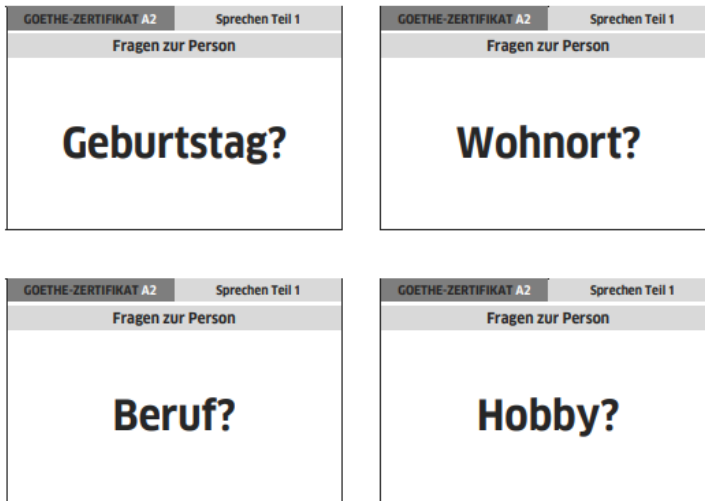 GOETHE-ZERTIFIKAT A2 Sprechen Teil 1
Fragen zur Person
Geburtstag?
GOETHE-ZERTIFIKAT A2 Sprechen Teil 1
Fragen zur Person
Wohnort?
GOETHE-ZERTIFIKAT A2 Sprechen Teil 1
Fragen zur Person
Beruf?
GOETHE-ZERTIFIKAT A2 Sprechen Teil 1
Fragen zur Person
Hobby?